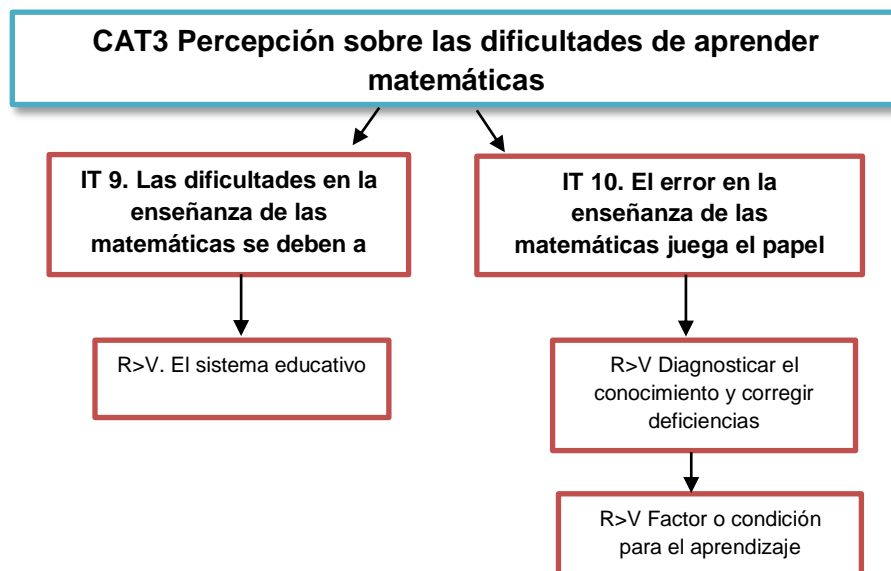 CAT3 Percepción sobre las dificultades de aprender
matemáticas
IT 9. Las dificultades en la
enseñanza de las
matemáticas se deben a
IT 10. El error en la
enseñanza de las
matemáticas juega el papel
R>V. El sistema educativo
R>V Diagnosticar el
conocimiento y corregir
deficiencias
R>V Factor o condición
para el aprendizaje